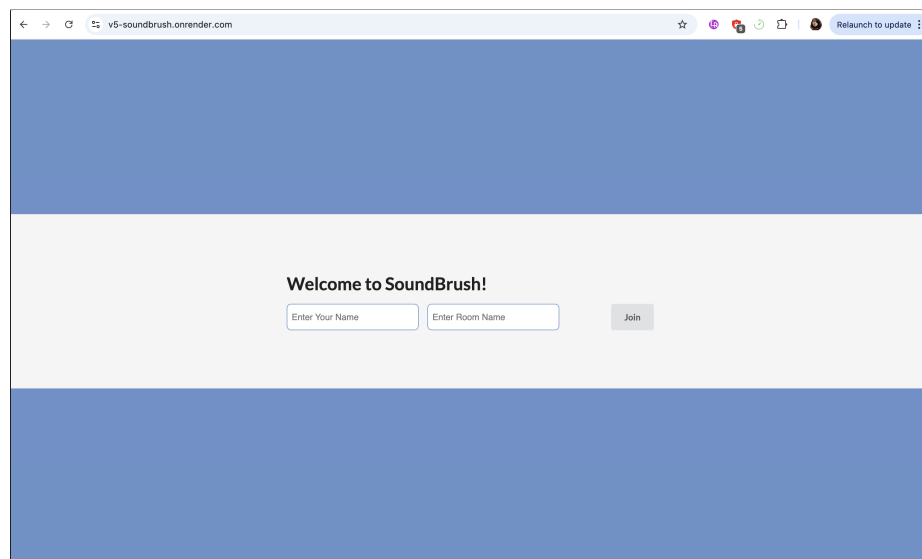 v5-soundbrush.onrender.com
Relaunch to update
Welcome to SoundBrush!
Enter Your Name
Enter Room Name
Join